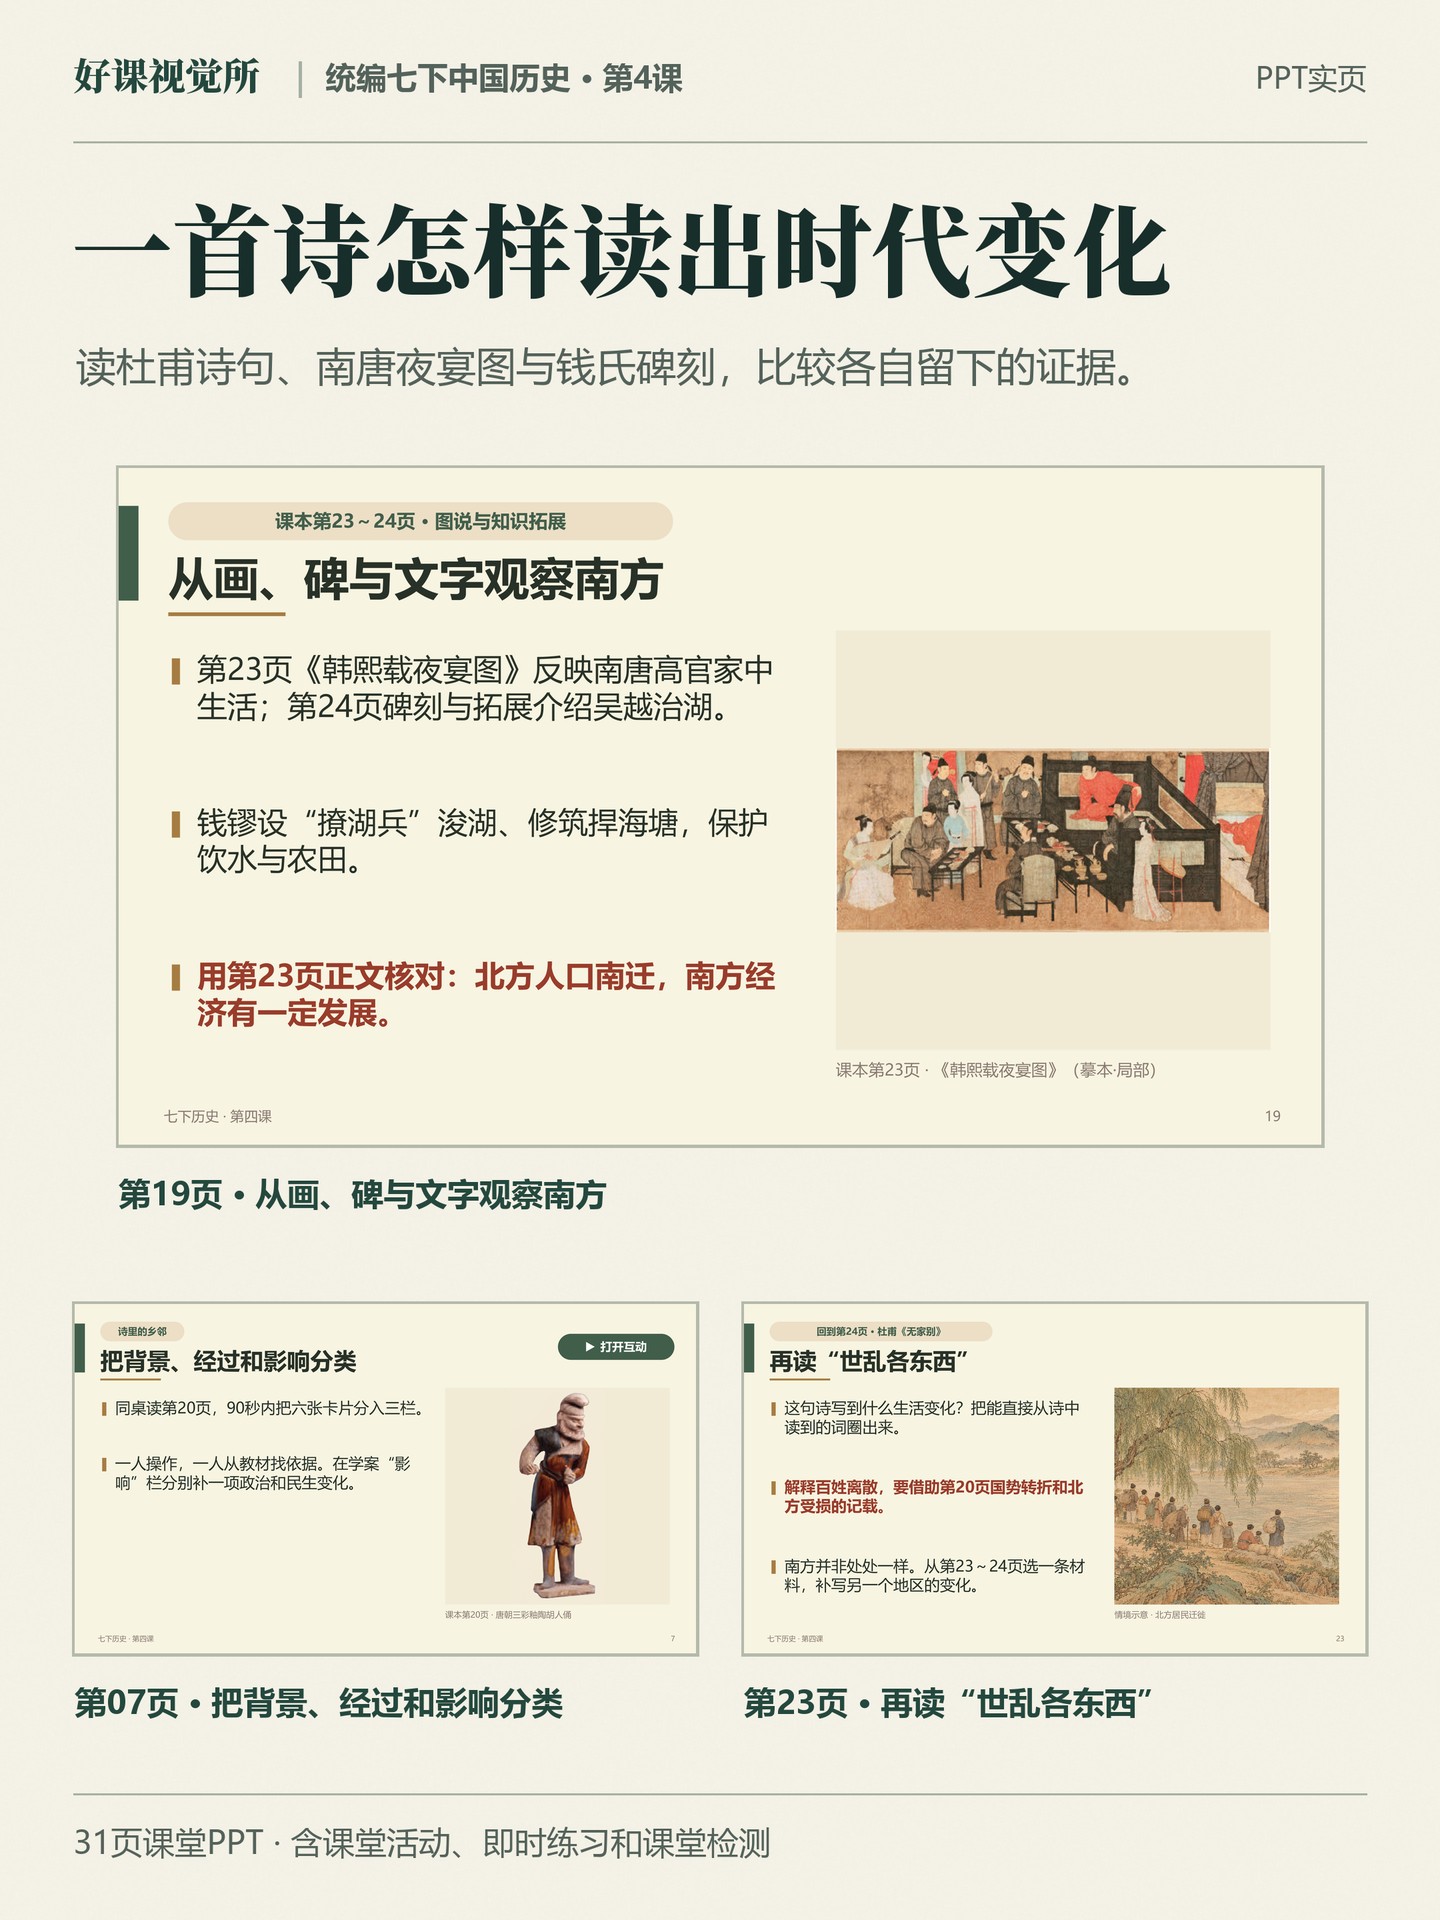 好课视觉所 | 统编七下中国历史 • 第4课
PPT实页
一首诗怎样读出时代变化
读杜甫诗句、南唐夜宴图与钱氏碑刻，比较各自留下的证据。
课本第23～24页 • 图说与知识拓展
从画、碑与文字观察南方
第23页《韩熙载夜宴图》反映南唐高官家中
生活；第24页碑刻与拓展介绍吴越治湖。
钱镠设“撩湖兵”浚湖、修筑捍海塘，保护
饮水与农田。
用第23页正文核对：北方人口南迁，南方经
济有一定发展。
课本第23页 · 《韩熙载夜宴图》（摹本·局部）
七下历史 · 第四课
19
第19页 • 从画、碑与文字观察南方
诗里的乡邻
把背景、经过和影响分类
▶ 打开互动
同桌读第20页，90秒内把六张卡片分入三栏。
一人操作，一人从教材找依据。在学案“影
响”栏分别补一项政治和民生变化。
课本第20页 · 唐朝三彩釉陶胡人俑
七下历史 · 第四课
7
第07页 • 把背景、经过和影响分类
回到第24页 • 杜甫《无家别》
再读“世乱各东西”
这句诗写到什么生活变化？把能直接从诗中
读到的词圈出来。
解释百姓离散，要借助第20页国势转折和北
方受损的记载。
南方并非处处一样。从第23～24页选一条材
料，补写另一个地区的变化。
情境示意 · 北方居民迁徙
七下历史 · 第四课
23
第23页 • 再读“世乱各东西”
31页课堂PPT · 含课堂活动、即时练习和课堂检测